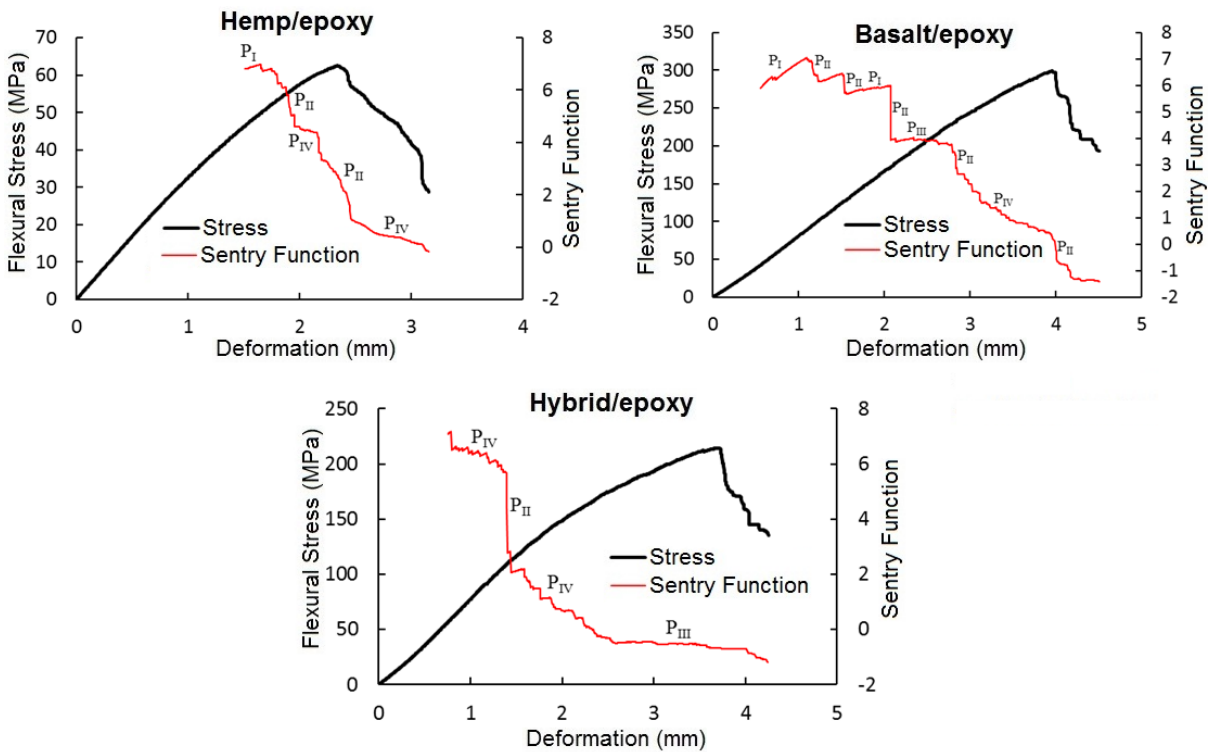 Hemp/epoxy
Flexural Stress (MPa)
70
60
50
40
30
20
10
0
0 1 2 3 4
Deformation (mm)
8
6
4
2
0
-2
Sentry Function
PI
PII
PIV
PII
PIV
Stress
Sentry Function
Basalt/epoxy
Flexural Stress (MPa)
350
300
250
200
150
100
50
0
0 1 2 3 4 5
Deformation (mm)
8
7
6
5
4
3
2
1
0
-1
-2
Sentry Function
PI
PII
PII
PI
PII
PIII
PII
PIV
PII
Stress
Sentry Function
Hybrid/epoxy
Flexural Stress (MPa)
250
200
150
100
50
0
0 1 2 3 4 5
Deformation (mm)
8
6
4
2
0
-2
Sentry Function
PIV
PII
PIV
PIII
Stress
Sentry Function